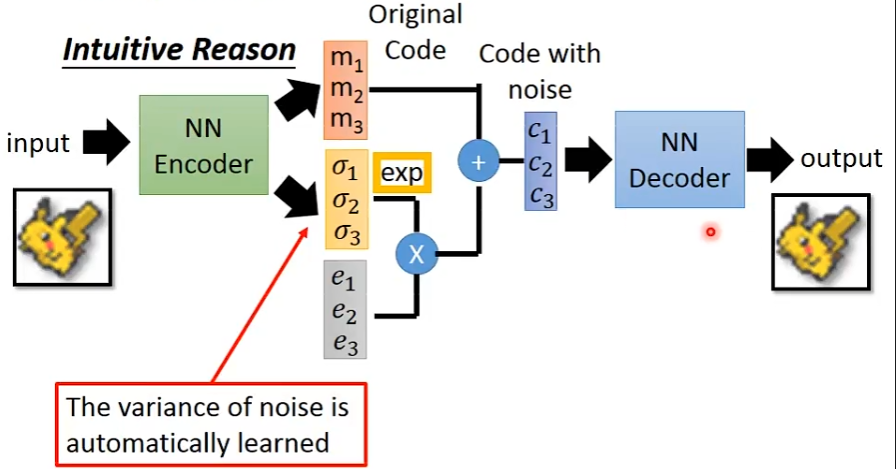 Intuitive Reason
Original
Code
Code with
noise
input
NN
Encoder
m₁
m₂
m₃
σ₁
σ₂
σ₃
exp
e₁
e₂
e₃
X
+
c₁
c₂
c₃
NN
Decoder
output
The variance of noise is
automatically learned